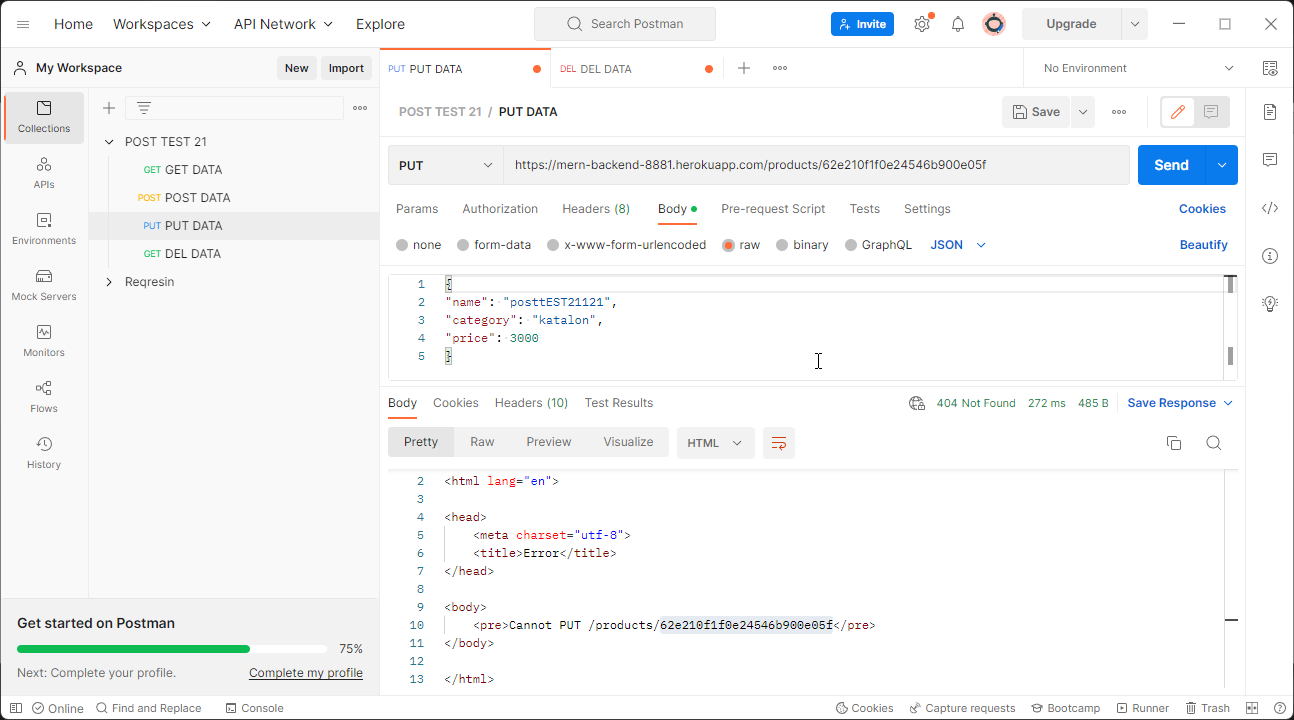 Home Workspaces API Network Explore Search Postman Invite Upgrade
My Workspace New Import
PUT PUT DATA DEL DEL DATA No Environment
Collections
APIs
Environments
Mock Servers
Monitors
Flows
History
POST TEST 21
GET GET DATA
POST POST DATA
PUT PUT DATA
GET DEL DATA
Reqresin
Get started on Postman
75%
Next: Complete your profile. Complete my profile
POST TEST 21 / PUT DATA Save
PUT https://mern-backend-8881.herokuapp.com/products/62e210f1f0e24546b900e05f Send
Params Authorization Headers (8) Body Pre-request Script Tests Settings Cookies
none form-data x-www-form-urlencoded raw binary GraphQL JSON Beautify
1 {
2 "name": "posttEST21121",
3 "category": "katalon",
4 "price": 3000
5 }
Body Cookies Headers (10) Test Results 404 Not Found 272 ms 485 B Save Response
Pretty Raw Preview Visualize HTML
2 <html lang="en">
3
4 <head>
5 <meta charset="utf-8">
6 <title>Error</title>
7 </head>
8
9 <body>
10 <pre>Cannot PUT /products/62e210f1f0e24546b900e05f</pre>
11 </body>
12
13 </html>
Online Find and Replace Console Cookies Capture requests Bootcamp Runner Trash